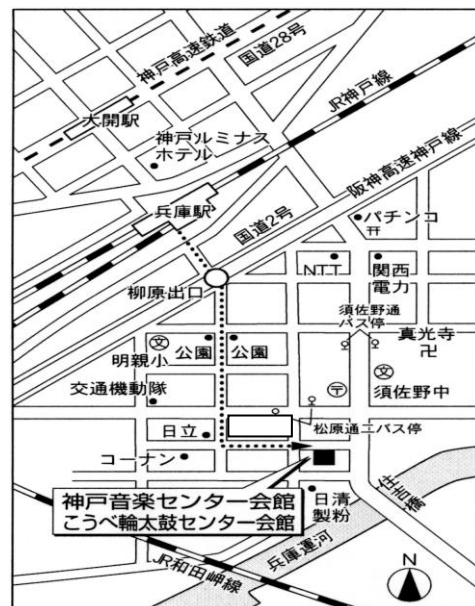 神戸高速鉄道
国道28号
JR神戸線
大開駅
神戸ルミナス
ホテル
阪神高速神戸線
兵庫駅
国道2号
パチンコ
NTT
関西
電力
柳原出口
須佐野通
バス停
真光寺
卍
文
明親小
公園
公園
文
須佐野中
交通機動隊
〒
日立
松原通二バス停
コーナン
神戸音楽センター会館
こうべ輪太鼓センター会館
日清
製粉
住吉橋
兵庫運河
JR和田岬線
N